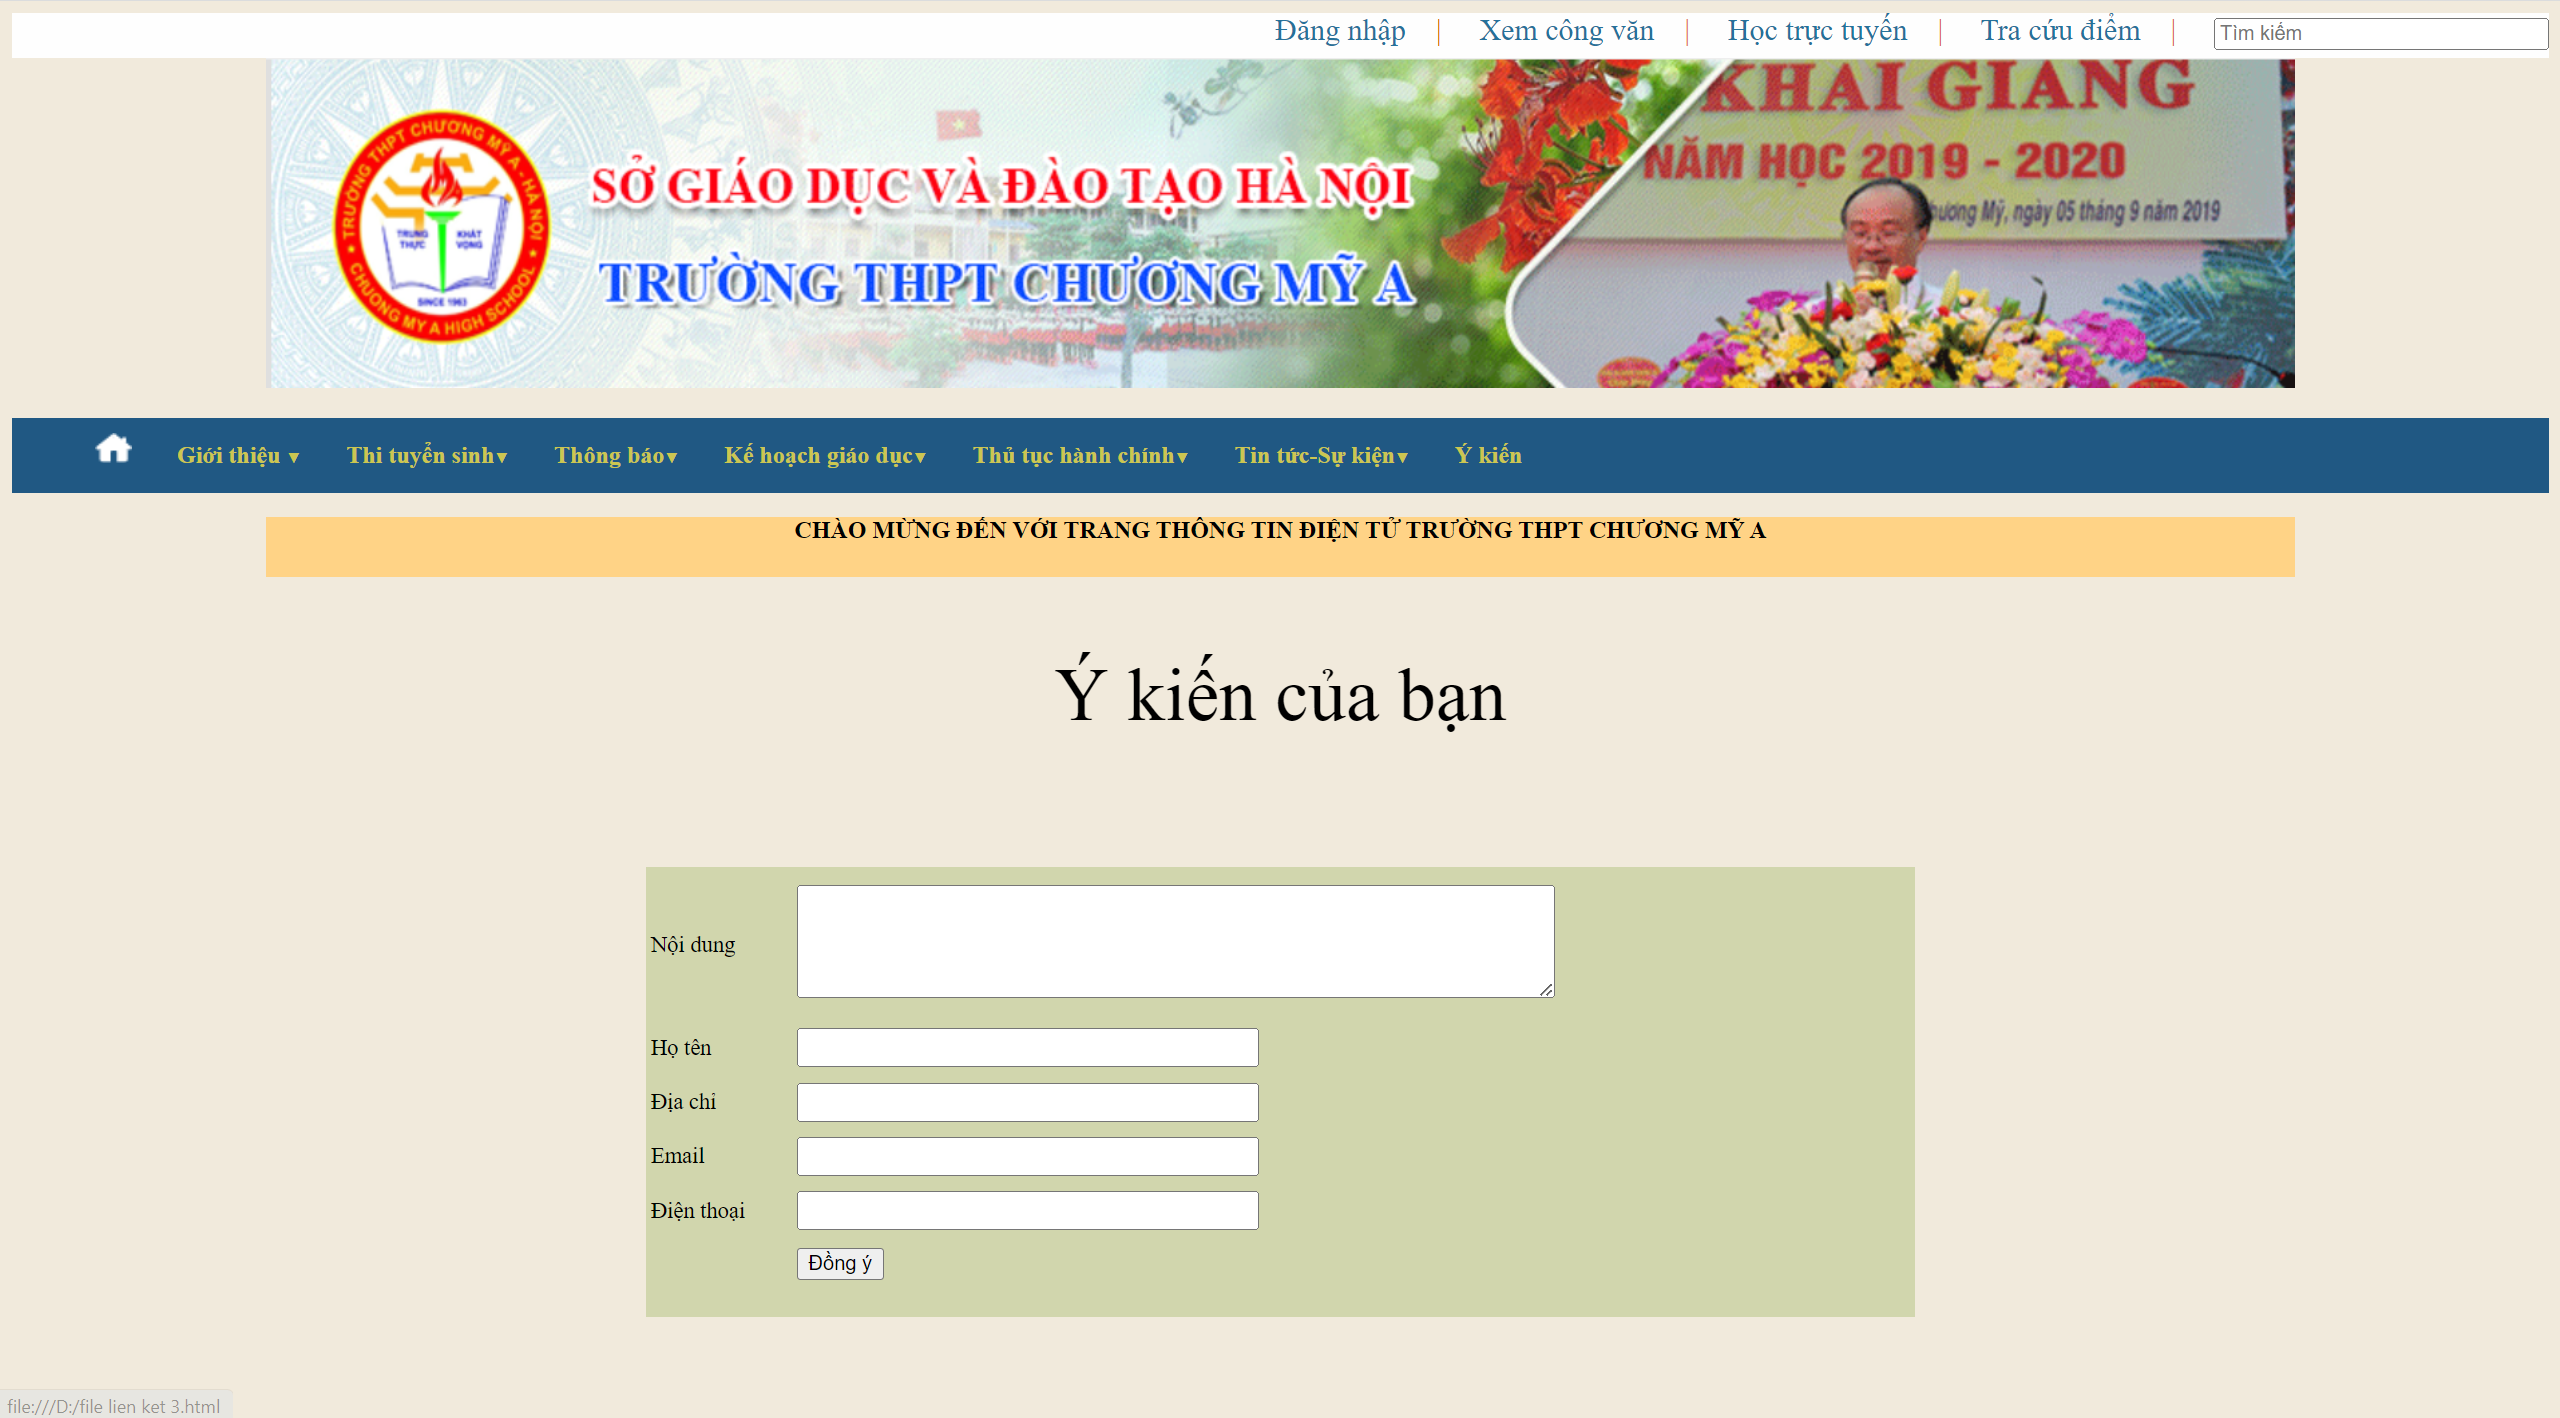 Đăng nhập | Xem công văn | Học trực tuyến | Tra cứu điểm | Tìm kiếm
KHAI GIẢNG
NĂM HỌC 2019 - 2020
Chương Mỹ, ngày 05 tháng 9 năm 2019
TRƯỜNG THPT CHƯƠNG MỸ A - HÀ NỘI
TRUNG THỰC
KHÁT VỌNG
SINCE 1963
CHUONG MY A HIGH SCHOOL
SỞ GIÁO DỤC VÀ ĐÀO TẠO HÀ NỘI
TRƯỜNG THPT CHƯƠNG MỸ A
Giới thiệu ▾ Thi tuyển sinh▾ Thông báo▾ Kế hoạch giáo dục▾ Thủ tục hành chính▾ Tin tức-Sự kiện▾ Ý kiến
CHÀO MỪNG ĐẾN VỚI TRANG THÔNG TIN ĐIỆN TỬ TRƯỜNG THPT CHƯƠNG MỸ A
Ý kiến của bạn
Nội dung
Họ tên
Địa chỉ
Email
Điện thoại
Đồng ý
file:///D:/file lien ket 3.html